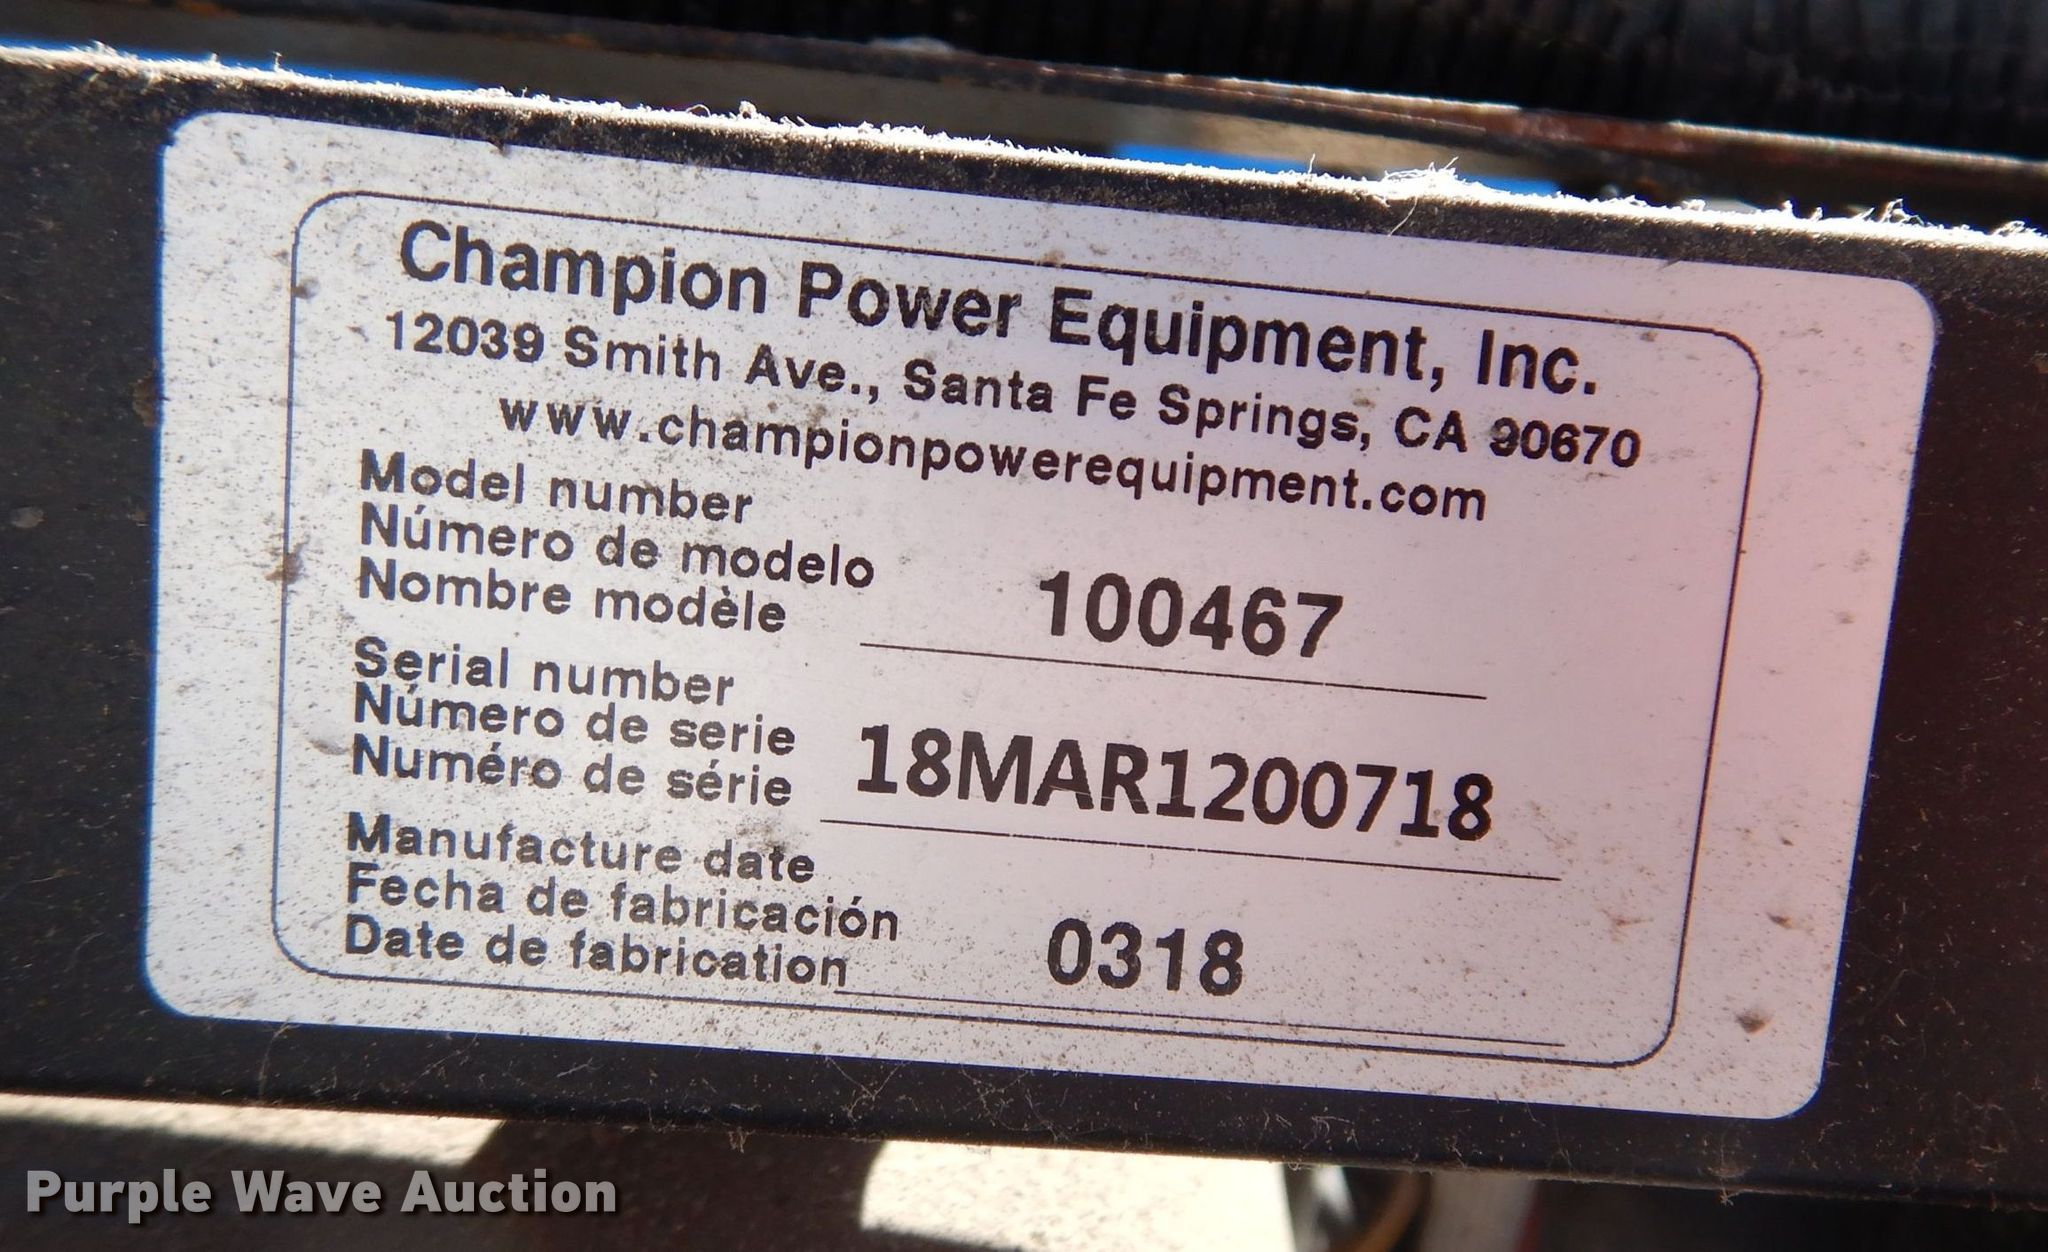 Champion Power Equipment, Inc.
12039 Smith Ave., Santa Fe Springs, CA 90670
www.championpowerequipment.com
Model number
Número de modelo
Nombre modèle 100467
Serial number
Número de serie
Numéro de série 18MAR1200718
Manufacture date
Fecha de fabricación
Date de fabrication 0318
Purple Wave Auction